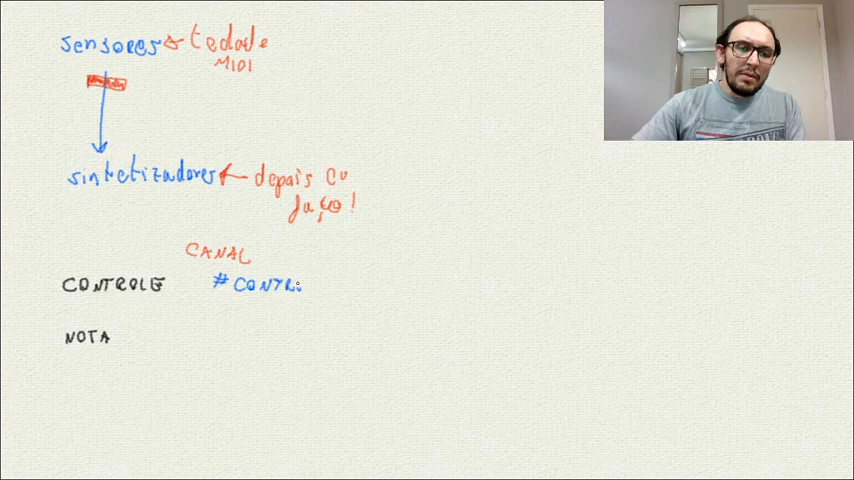 sensores teclado
MIDI
sintetizadores depois eu
faço!
CANAL
CONTROLE #CONTR
NOTA